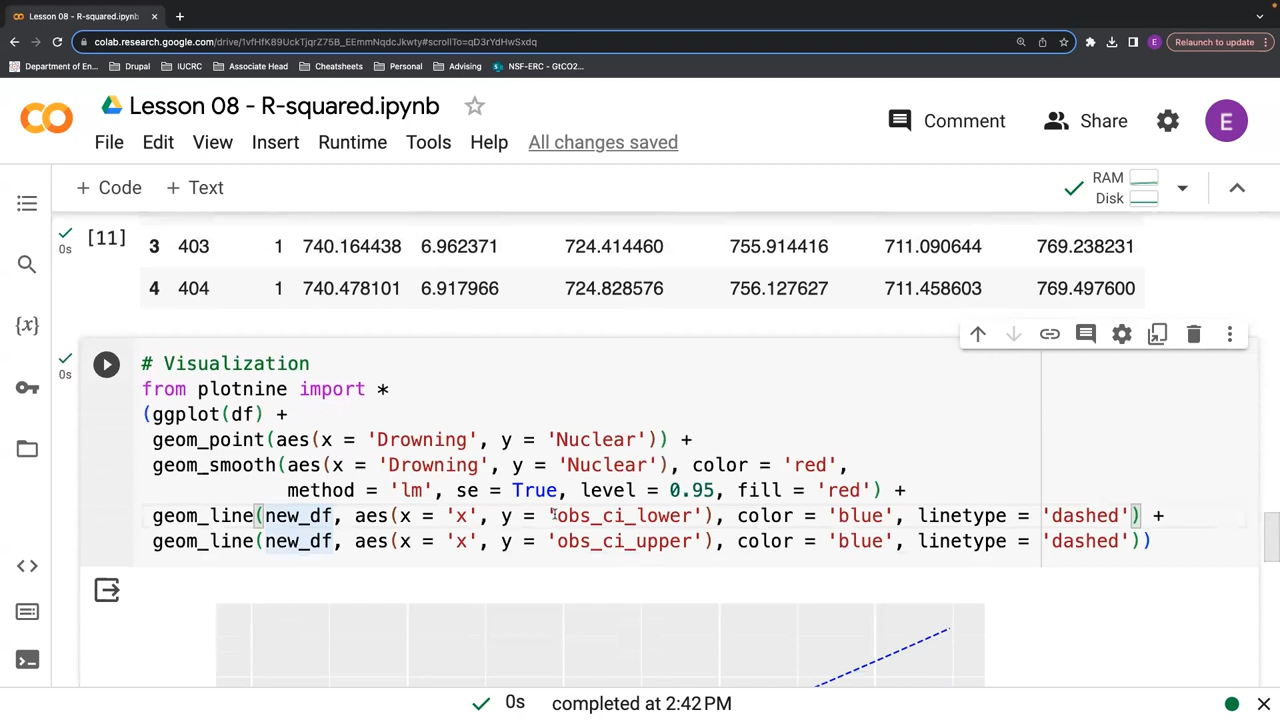 Lesson 08 - R-squared.ipynb
colab.research.google.com/drive/1vfHfK89UckTjqrZ75B_EEmmNqdcJkwty#scrollTo=qD3rYdHwSxdq
E
Relaunch to update
Department of En...
Drupal
IUCRC
Associate Head
Cheatsheets
Personal
Advising
NSF-ERC - GtCO2...
Lesson 08 - R-squared.ipynb
Comment
Share
E
File Edit View Insert Runtime Tools Help All changes saved
+ Code + Text
RAM
Disk
[11]
0s
3 403 1 740.164438 6.962371 724.414460 755.914416 711.090644 769.238231
4 404 1 740.478101 6.917966 724.828576 756.127627 711.458603 769.497600
{x}
0s
# Visualization
from plotnine import *
(ggplot(df) +
geom_point(aes(x = 'Drowning', y = 'Nuclear')) +
geom_smooth(aes(x = 'Drowning', y = 'Nuclear'), color = 'red',
method = 'lm', se = True, level = 0.95, fill = 'red') +
geom_line(new_df, aes(x = 'x', y = 'obs_ci_lower'), color = 'blue', linetype = 'dashed') +
geom_line(new_df, aes(x = 'x', y = 'obs_ci_upper'), color = 'blue', linetype = 'dashed'))
0s completed at 2:42 PM